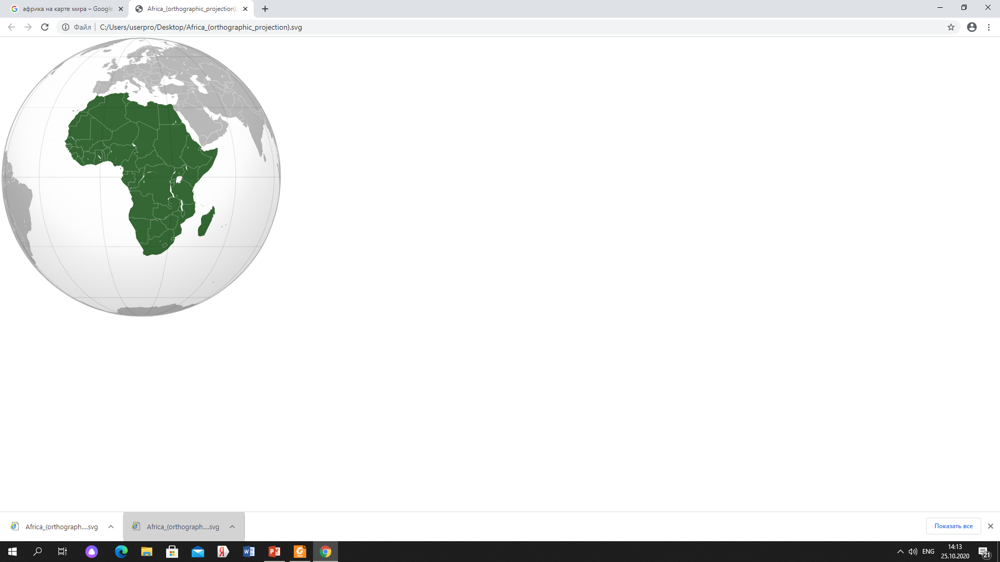 африка на карте мира – Google
Africa_(orthographic_projection).
Файл
C:/Users/userpro/Desktop/Africa_(orthographic_projection).svg
Africa_(orthograph....svg
Africa_(orthograph....svg
Показать все
ENG
14:13
25.10.2020
21